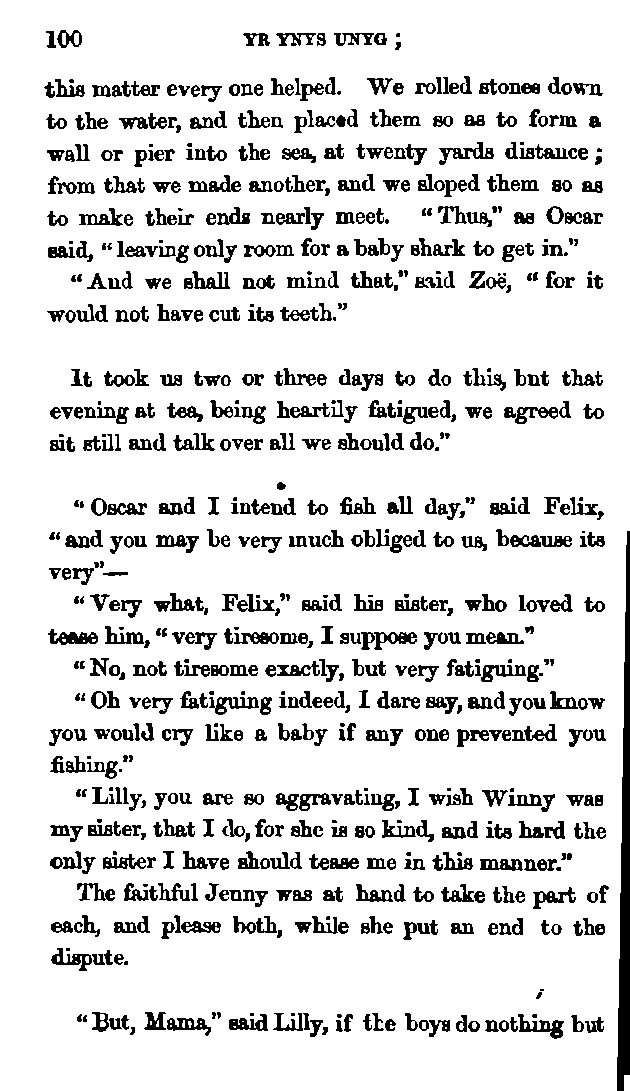 100 YR YNYS UNYG ;
this matter every one helped. We rolled stones down
to the water, and then placed them so as to form a
wall or pier into the sea, at twenty yards distance ;
from that we made another, and we sloped them so as
to make their ends nearly meet. “Thus,” as Oscar
said, “leaving only room for a baby shark to get in.”
“And we shall not mind that,” said Zoë, “for it
would not have cut its teeth.”
It took us two or three days to do this, but that
evening at tea, being heartily fatigued, we agreed to
sit still and talk over all we should do.”
“Oscar and I intend to fish all day,” said Felix,
“and you may be very much obliged to us, because its
very”—
“Very what, Felix,” said his sister, who loved to
tease him, “very tiresome, I suppose you mean.”
“No, not tiresome exactly, but very fatiguing.”
“Oh very fatiguing indeed, I dare say, and you know
you would cry like a baby if any one prevented you
fishing.”
“Lilly, you are so aggravating, I wish Winny was
my sister, that I do, for she is so kind, and its hard the
only sister I have should tease me in this manner.”
The faithful Jenny was at hand to take the part of
each, and please both, while she put an end to the
dispute.
“But, Mama,” said Lilly, if the boys do nothing but